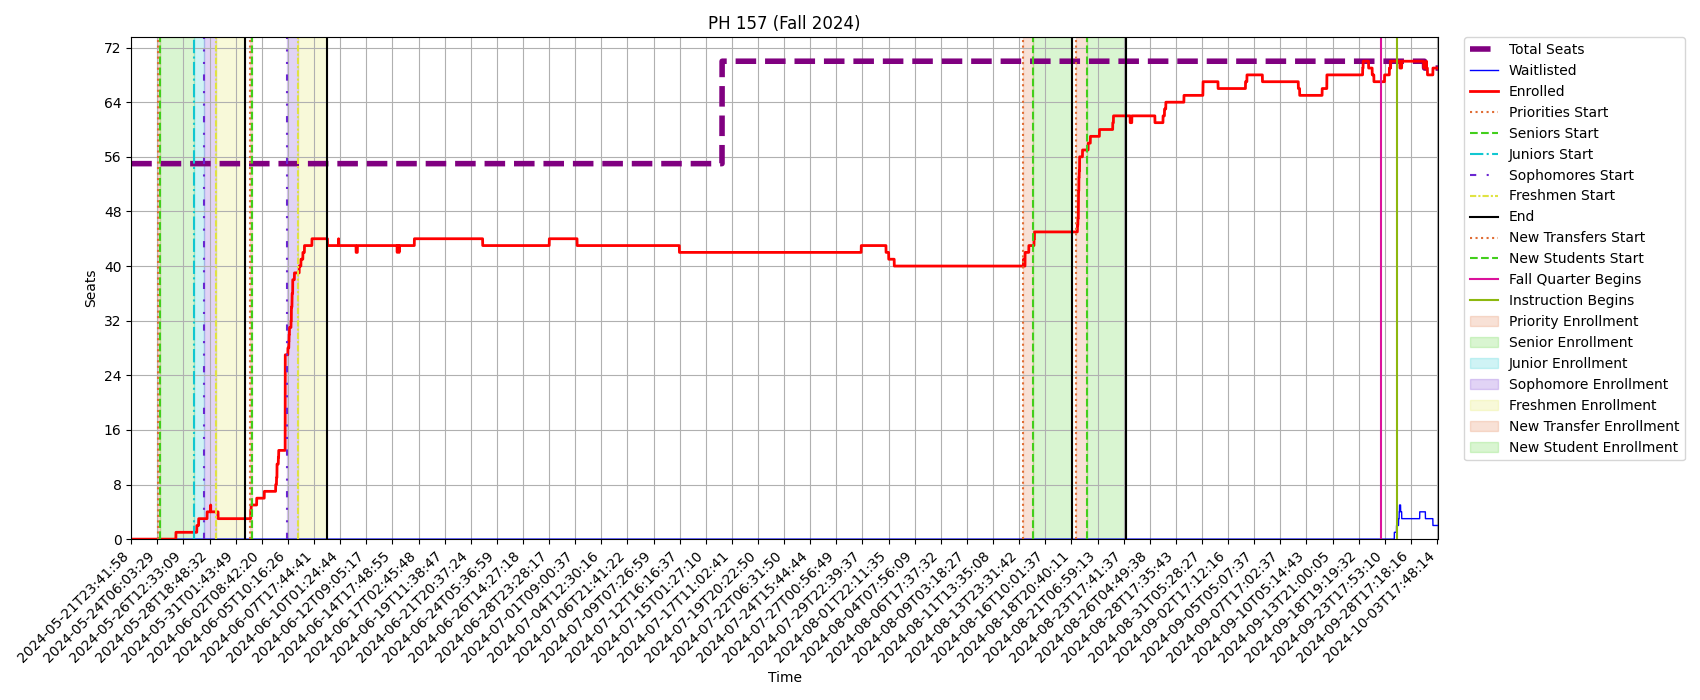 PH 157 (Fall 2024)
72
64
56
48
40
32
24
16
8
0
Seats
2024-05-21T23:41:58
2024-05-24T06:03:29
2024-05-26T12:33:09
2024-05-28T18:48:32
2024-05-31T01:43:49
2024-06-02T08:42:20
2024-06-05T10:16:26
2024-06-07T17:44:41
2024-06-10T01:24:44
2024-06-12T09:05:17
2024-06-14T17:48:55
2024-06-17T02:45:48
2024-06-19T11:38:47
2024-06-21T20:37:24
2024-06-24T05:36:59
2024-06-26T14:27:18
2024-06-28T23:28:17
2024-07-01T09:00:37
2024-07-04T12:30:16
2024-07-06T21:41:22
2024-07-09T07:26:59
2024-07-12T16:16:37
2024-07-15T01:27:10
2024-07-17T11:02:41
2024-07-19T20:22:50
2024-07-22T06:31:50
2024-07-24T15:44:44
2024-07-27T00:56:49
2024-07-29T22:39:37
2024-08-01T22:11:35
2024-08-04T07:56:09
2024-08-06T17:37:32
2024-08-09T03:18:27
2024-08-11T13:35:08
2024-08-13T23:31:42
2024-08-16T10:01:37
2024-08-18T20:40:11
2024-08-21T06:59:13
2024-08-23T17:41:37
2024-08-26T04:49:38
2024-08-28T17:35:43
2024-08-31T05:28:27
2024-09-02T17:12:16
2024-09-05T05:07:37
2024-09-07T17:02:37
2024-09-10T05:14:43
2024-09-13T21:00:05
2024-09-18T19:19:32
2024-09-23T17:53:10
2024-09-28T17:18:16
2024-10-03T17:48:14
Time
Total Seats
Waitlisted
Enrolled
Priorities Start
Seniors Start
Juniors Start
Sophomores Start
Freshmen Start
End
New Transfers Start
New Students Start
Fall Quarter Begins
Instruction Begins
Priority Enrollment
Senior Enrollment
Junior Enrollment
Sophomore Enrollment
Freshmen Enrollment
New Transfer Enrollment
New Student Enrollment